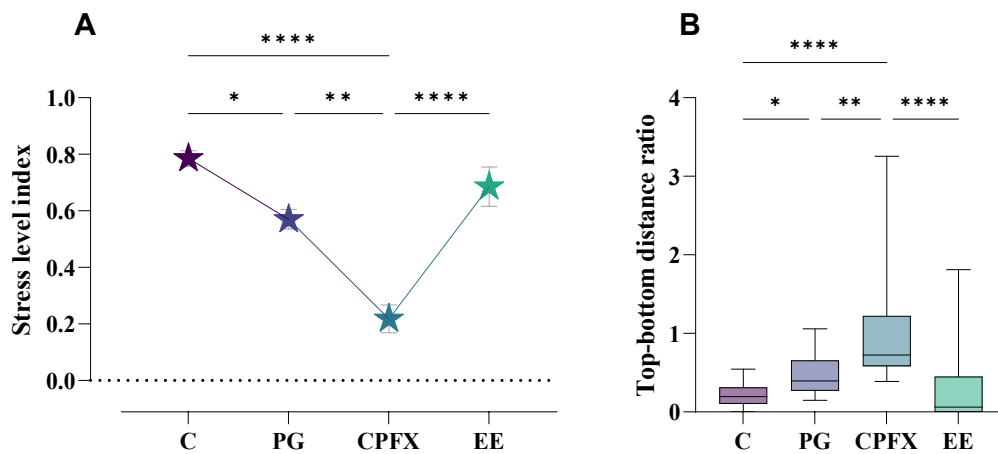 A
****
* ** ****
Stress level index
1.0
0.8
0.6
0.4
0.2
0.0
C PG CPFX EE
B
****
* ** ****
Top-bottom distance ratio
4
3
2
1
0
C PG CPFX EE